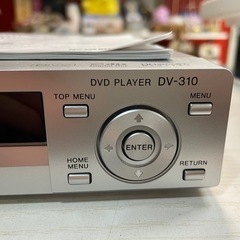 DVD PLAYER DV-310
TOP MENU
MENU
ENTER
HOME MENU
RETURN